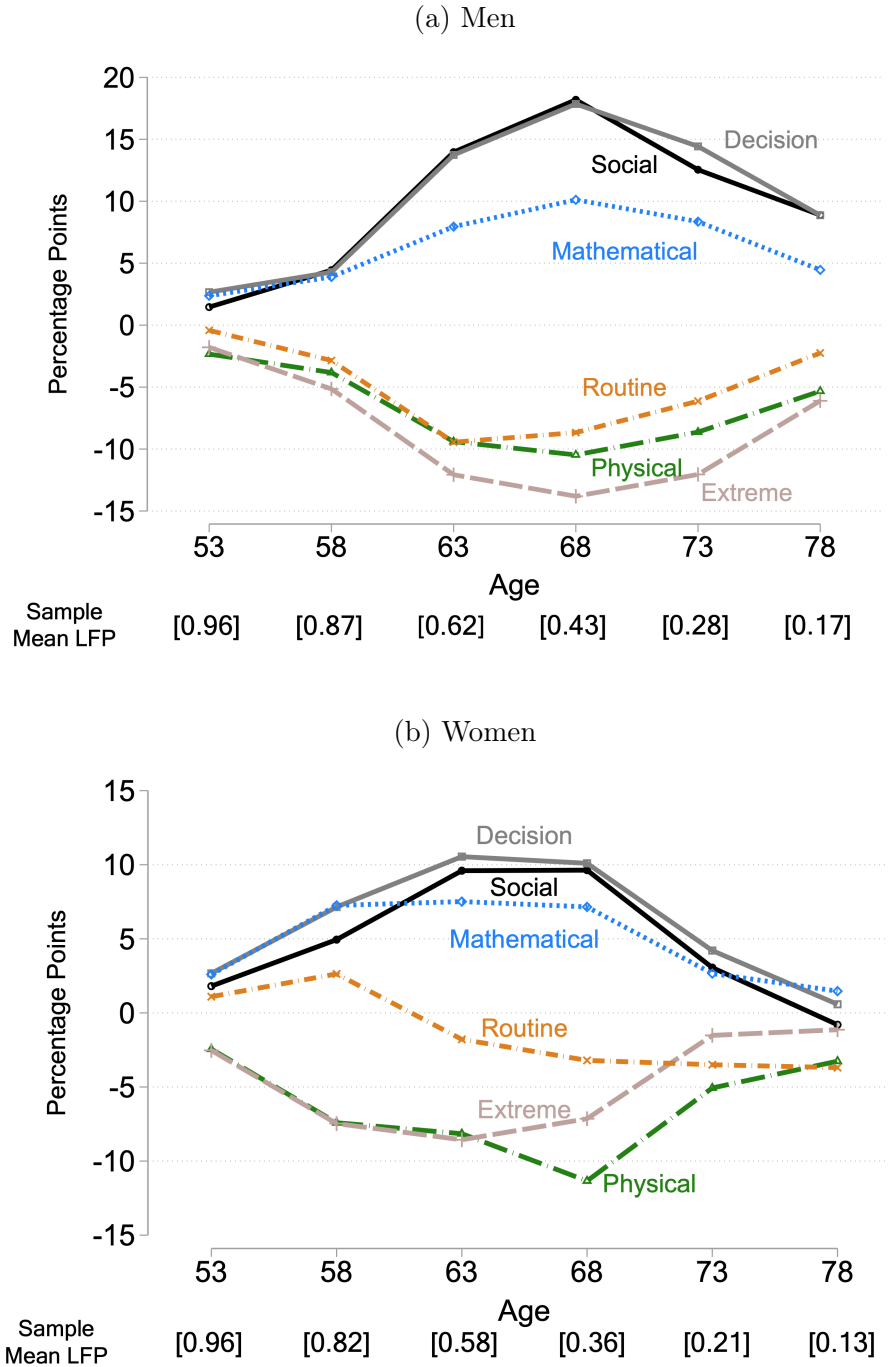 (a) Men
20
15
10
5
0
-5
-10
-15
Percentage Points
Decision
Social
Mathematical
Routine
Physical
Extreme
53 58 63 68 73 78
Age
Sample
Mean LFP
[0.96] [0.87] [0.62] [0.43] [0.28] [0.17]
(b) Women
15
10
5
0
-5
-10
-15
Percentage Points
Decision
Social
Mathematical
Routine
Extreme
Physical
53 58 63 68 73 78
Age
Sample
Mean LFP
[0.96] [0.82] [0.58] [0.36] [0.21] [0.13]